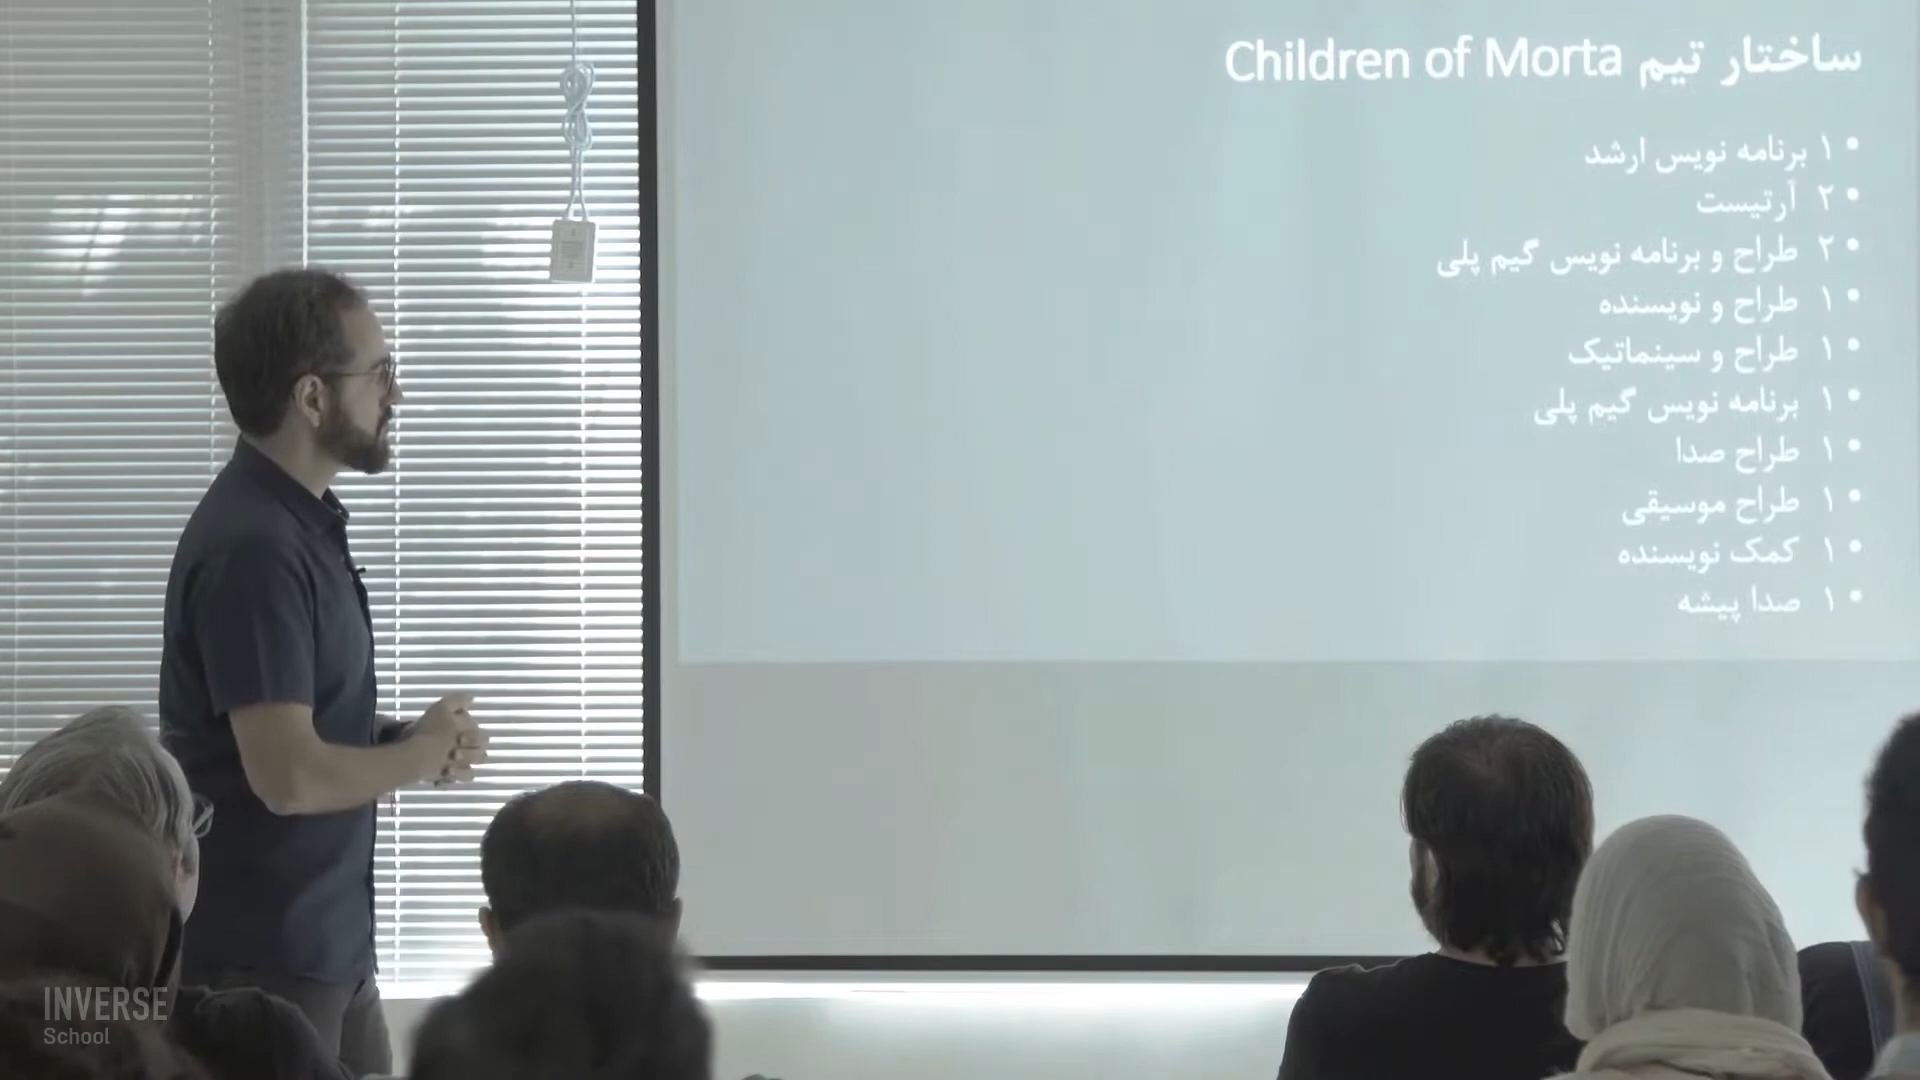 ساختار تیم Children of Morta
• ۱ برنامه نویس ارشد
• ۲ آرتیست
• ۲ طراح و برنامه نویس گیم پلی
• ۱ طراح و نویسنده
• ۱ طراح و سینماتیک
• ۱ برنامه نویس گیم پلی
• ۱ طراح صدا
• ۱ طراح موسیقی
• ۱ کمک نویسنده
• ۱ صدا پیشه
INVERSE
School